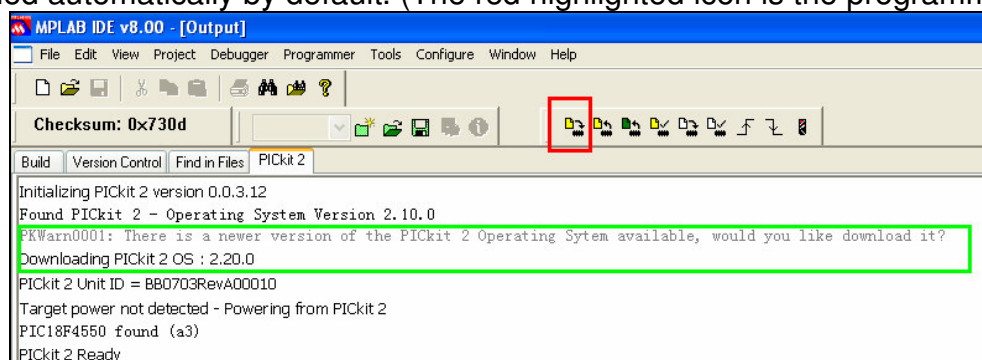 ed automatically by default. (The red highlighted icon is the programm
MPLAB IDE v8.00 - [Output]
File Edit View Project Debugger Programmer Tools Configure Window Help
Checksum: 0x730d
Build Version Control Find in Files PICkit 2
Initializing PICkit 2 version 0.0.3.12
Found PICkit 2 - Operating System Version 2.10.0
PKWarn0001: There is a newer version of the PICkit 2 Operating Sytem available, would you like download it?
Downloading PICkit 2 OS : 2.20.0
PICkit 2 Unit ID = BB0703RevA00010
Target power not detected - Powering from PICkit 2
PIC18F4550 found (a3)
PICkit 2 Ready